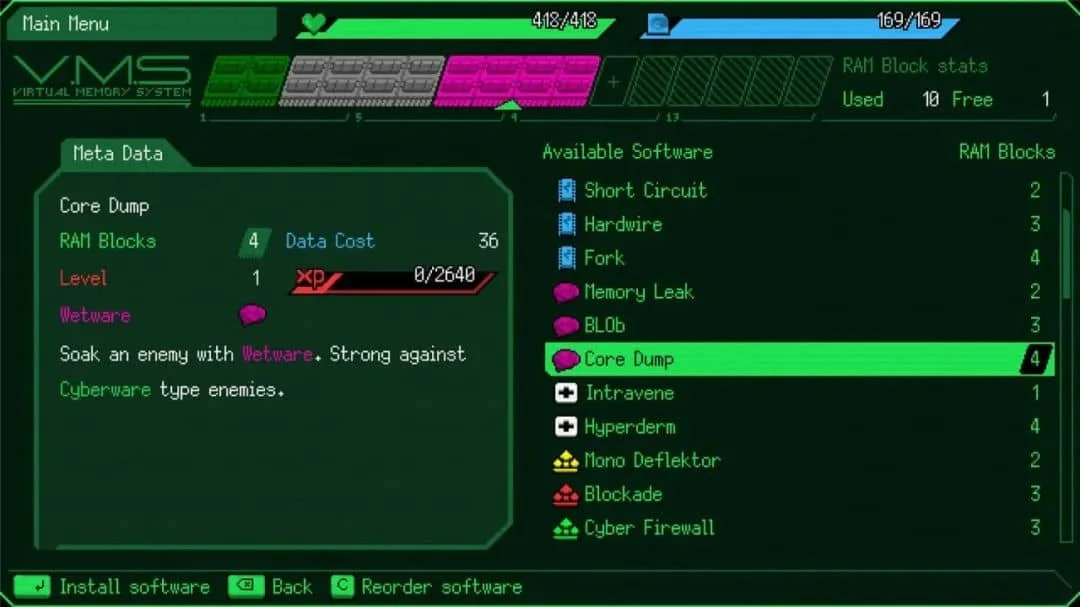 Main Menu
418/418
169/169
V.M.S
VIRTUAL MEMORY SYSTEM
RAM Block stats
Used 10 Free 1
1 5 9 13
Meta Data
Core Dump
RAM Blocks 4 Data Cost 36
Level 1 xp 0/2640
Wetware
Soak an enemy with Wetware. Strong against
Cyberware type enemies.
Available Software RAM Blocks
Short Circuit 2
Hardwire 3
Fork 4
Memory Leak 2
BLOb 3
Core Dump 4
Intravene 1
Hyperderm 4
Mono Deflektor 2
Blockade 3
Cyber Firewall 3
Install software Back C Reorder software